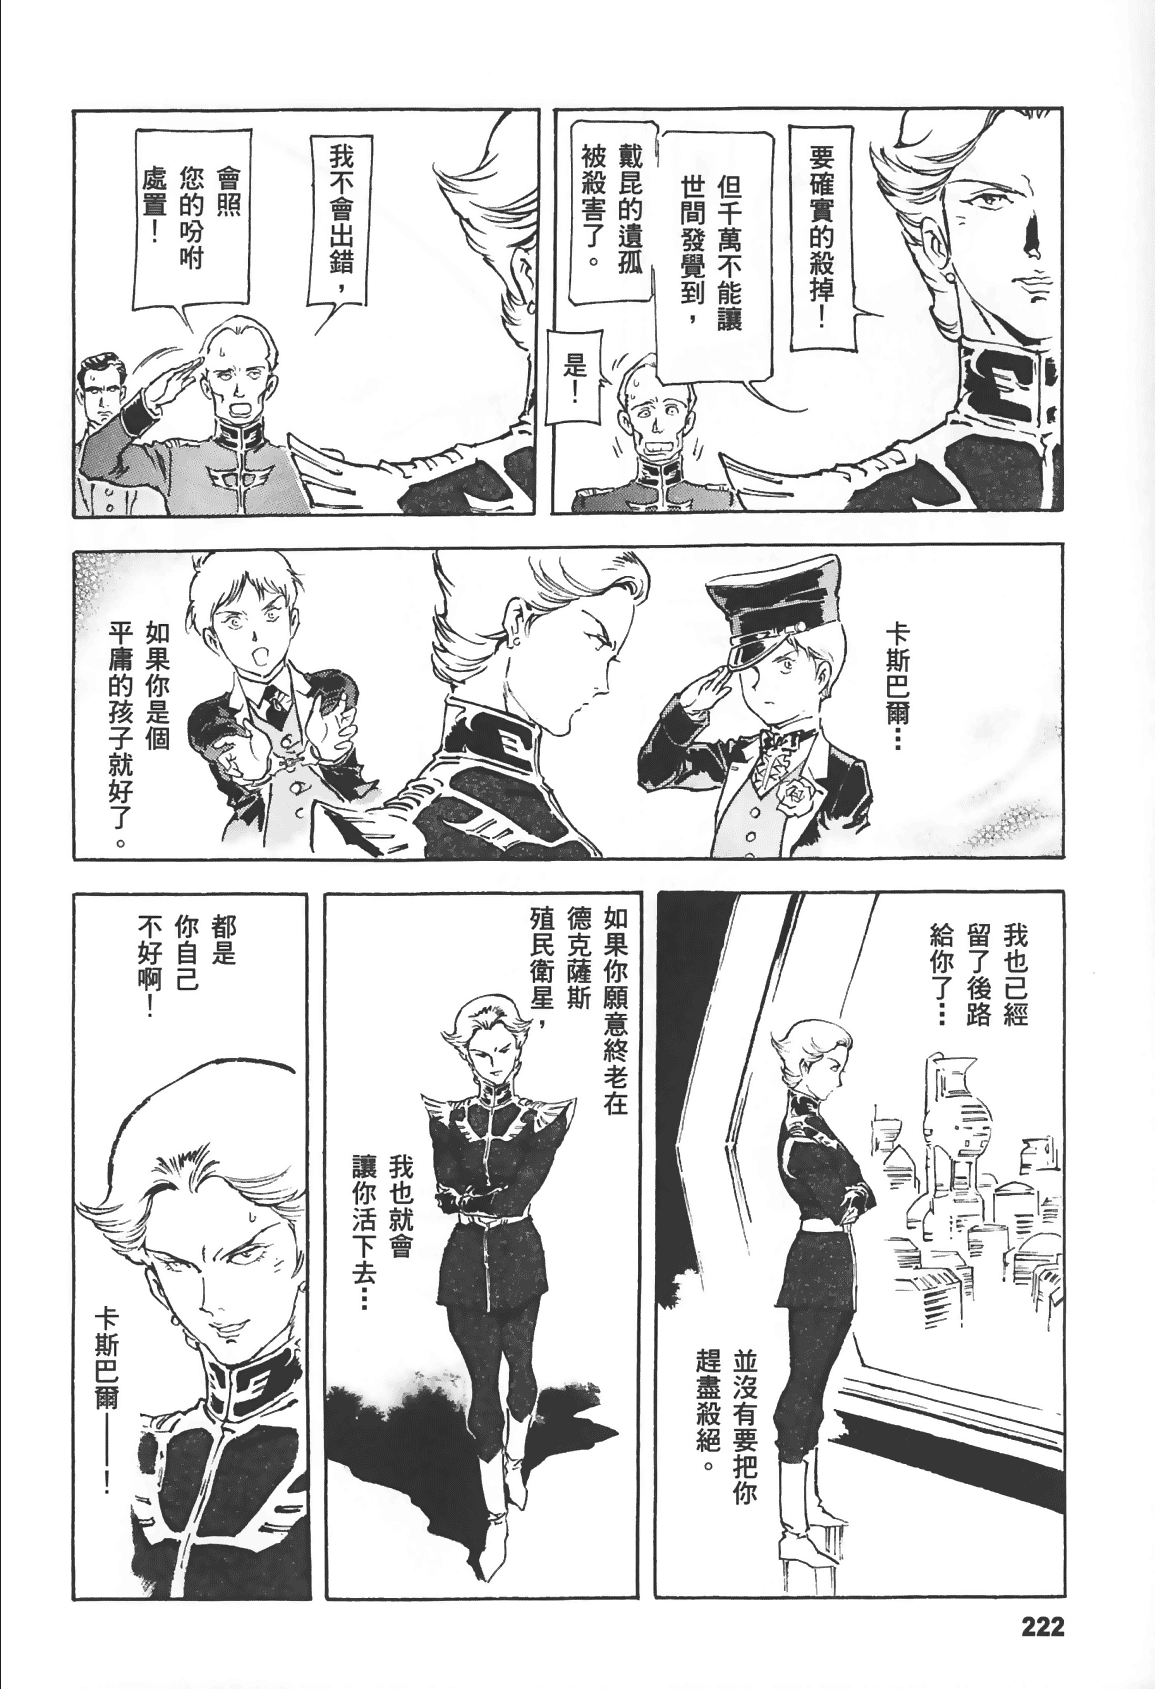 要確實的殺掉！
但千萬不能讓
世間發覺到，
戴昆的遺孤
被殺害了。
是！
我不會出錯，
會照
您的吩咐
處置！
卡斯巴爾…
如果你是個
平庸的孩子就好了。
我也已經
留了後路
給你了…
並沒有要把你
趕盡殺絕。
如果你願意終老在
德克薩斯
殖民衛星，
我也就會
讓你活下去…
都是
你自己
不好啊！
卡斯巴爾——！
222